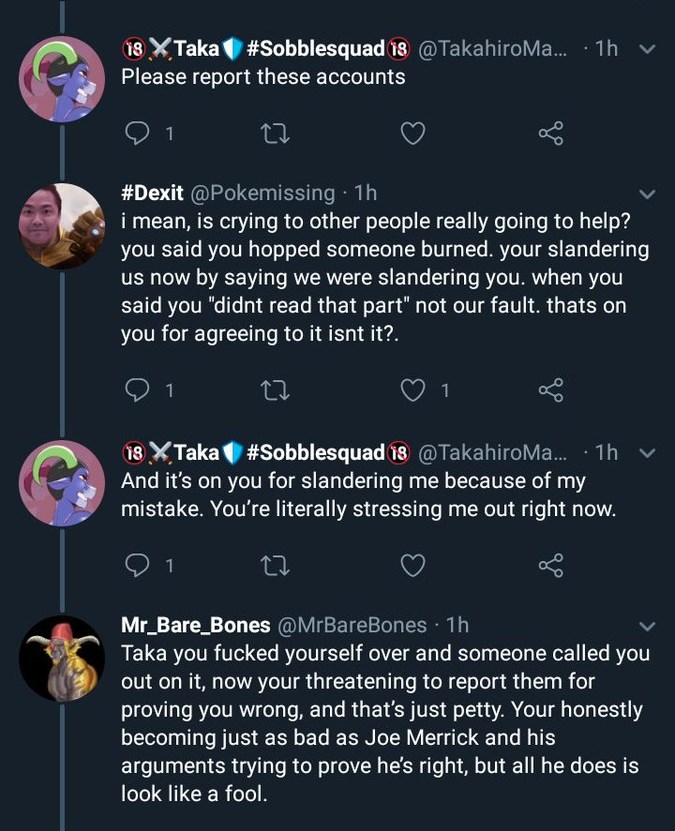 🔞⚔️Taka🛡️#Sobblesquad🔞 @TakahiroMa... · 1h
Please report these accounts
1
#Dexit @Pokemissing · 1h
i mean, is crying to other people really going to help?
you said you hopped someone burned. your slandering
us now by saying we were slandering you. when you
said you "didnt read that part" not our fault. thats on
you for agreeing to it isnt it?.
1 1
🔞⚔️Taka🛡️#Sobblesquad🔞 @TakahiroMa... · 1h
And it's on you for slandering me because of my
mistake. You're literally stressing me out right now.
1
Mr_Bare_Bones @MrBareBones · 1h
Taka you fucked yourself over and someone called you
out on it, now your threatening to report them for
proving you wrong, and that's just petty. Your honestly
becoming just as bad as Joe Merrick and his
arguments trying to prove he's right, but all he does is
look like a fool.